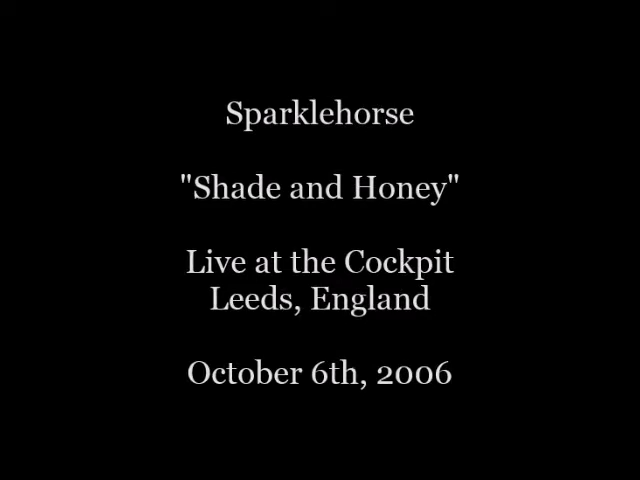 Sparklehorse
"Shade and Honey"
Live at the Cockpit
Leeds, England
October 6th, 2006